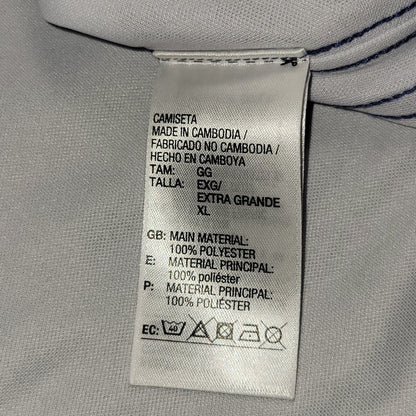 CAMISETA
MADE IN CAMBODIA /
FABRICADO NO CAMBODIA /
HECHO EN CAMBOYA
TAM: GG
TALLA: EXG/
EXTRA GRANDE
XL
GB: MAIN MATERIAL:
100% POLYESTER
E: MATERIAL PRINCIPAL:
100% poliéster
P: MATERIAL PRINCIPAL:
100% POLIÉSTER
EC: 40